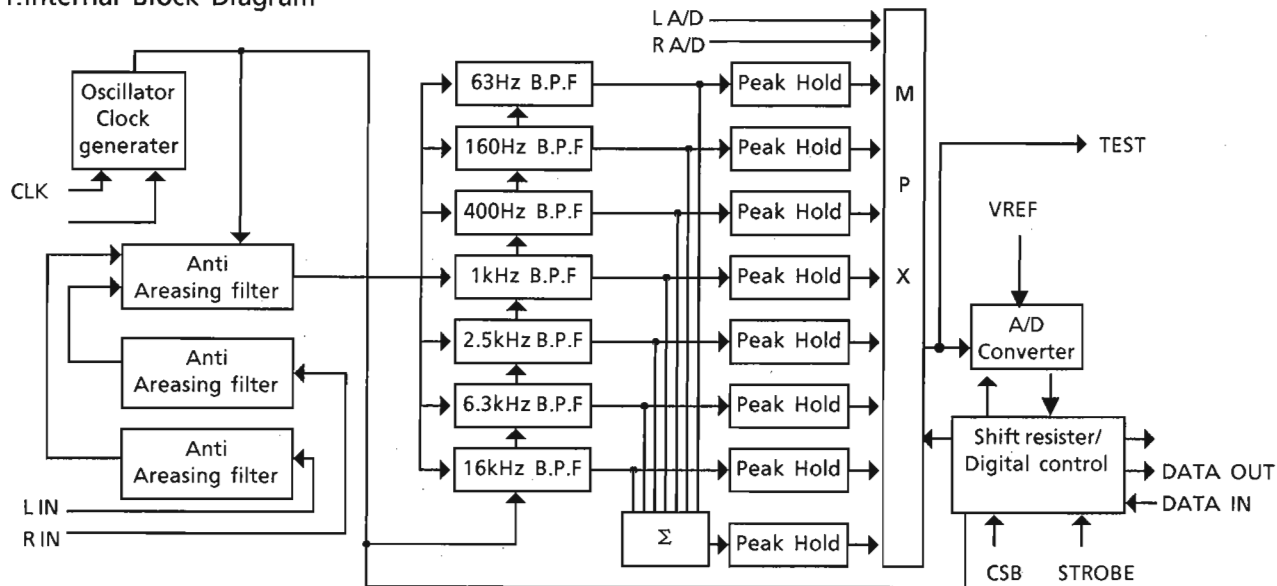 1.Internal Block Diagram
L A/D
R A/D
Oscillator
Clock
generater
CLK
Anti
Areasing filter
Anti
Areasing filter
Anti
Areasing filter
L IN
R IN
63Hz B.P.F
160Hz B.P.F
400Hz B.P.F
1kHz B.P.F
2.5kHz B.P.F
6.3kHz B.P.F
16kHz B.P.F
Σ
Peak Hold
Peak Hold
Peak Hold
Peak Hold
Peak Hold
Peak Hold
Peak Hold
Peak Hold
M
P
X
TEST
VREF
A/D
Converter
Shift resister/
Digital control
DATA OUT
DATA IN
CSB
STROBE